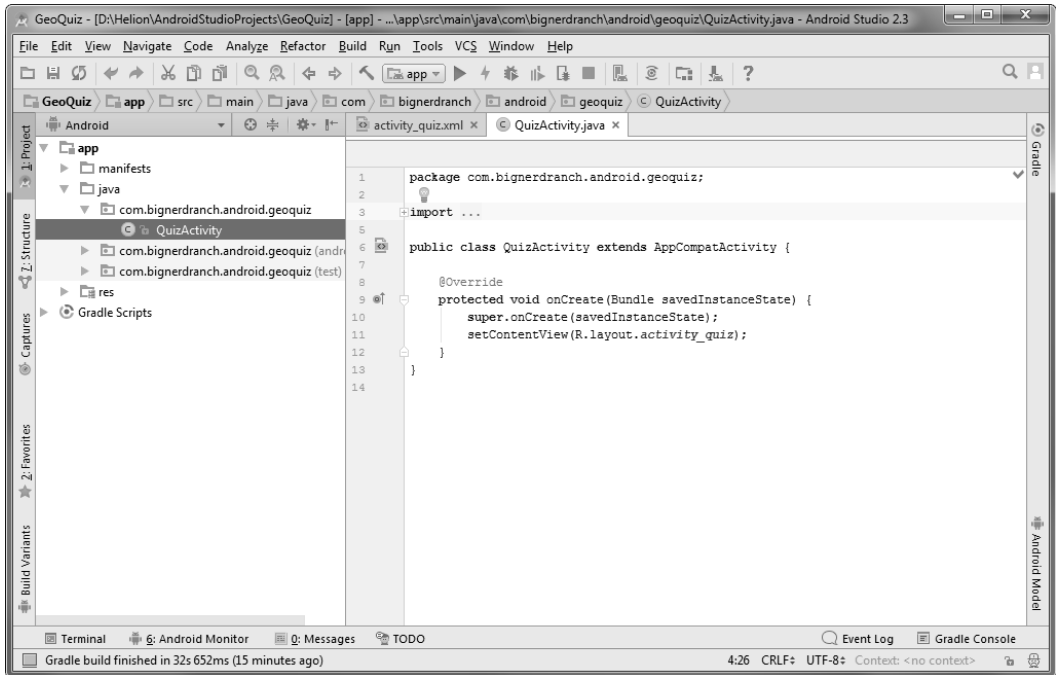 GeoQuiz - [D:\Helion\AndroidStudioProjects\GeoQuiz] - [app] - ...\app\src\main\java\com\bignerdranch\android\geoquiz\QuizActivity.java - Android Studio 2.3
File Edit View Navigate Code Analyze Refactor Build Run Tools VCS Window Help
app
GeoQuiz app src main java com bignerdranch android geoquiz QuizActivity
Android
activity_quiz.xml QuizActivity.java
1: Project
Z: Structure
Captures
2: Favorites
Build Variants
app
manifests
java
com.bignerdranch.android.geoquiz
QuizActivity
com.bignerdranch.android.geoquiz (andr
com.bignerdranch.android.geoquiz (test)
res
Gradle Scripts
1 package com.bignerdranch.android.geoquiz;
2
3 import ...
5
6 public class QuizActivity extends AppCompatActivity {
7
8 @Override
9 protected void onCreate(Bundle savedInstanceState) {
10 super.onCreate(savedInstanceState);
11 setContentView(R.layout.activity_quiz);
12 }
13 }
14
Gradle
Android Model
Terminal 6: Android Monitor 0: Messages TODO Event Log Gradle Console
Gradle build finished in 32s 652ms (15 minutes ago) 4:26 CRLF UTF-8 Context: <no context>